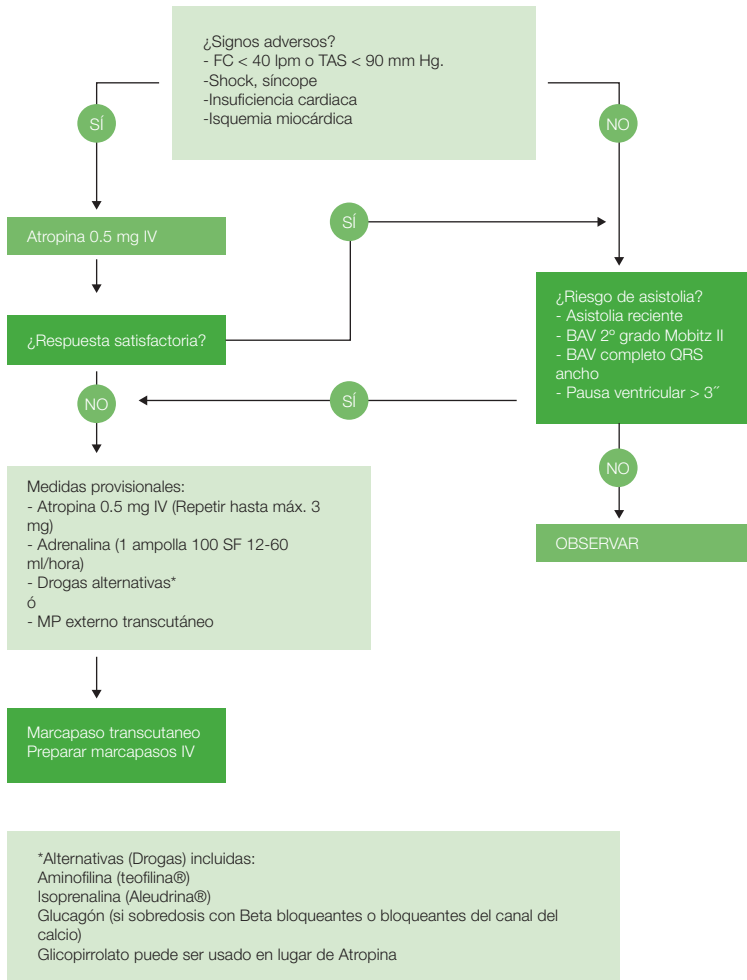 ¿Signos adversos?
- FC < 40 lpm o TAS < 90 mm Hg.
-Shock, síncope
-Insuficiencia cardiaca
-Isquemia miocárdica
SÍ
NO
Atropina 0.5 mg IV
SÍ
¿Respuesta satisfactoria?
¿Riesgo de asistolia?
- Asistolia reciente
- BAV 2º grado Mobitz II
- BAV completo QRS
ancho
- Pausa ventricular > 3˝
NO
SÍ
NO
Medidas provisionales:
- Atropina 0.5 mg IV (Repetir hasta máx. 3
mg)
- Adrenalina (1 ampolla 100 SF 12-60
ml/hora)
- Drogas alternativas*
ó
- MP externo transcutáneo
OBSERVAR
Marcapaso transcutaneo
Preparar marcapasos IV
*Alternativas (Drogas) incluidas:
Aminofilina (teofilina®)
Isoprenalina (Aleudrina®)
Glucagón (si sobredosis con Beta bloqueantes o bloqueantes del canal del
calcio)
Glicopirrolato puede ser usado en lugar de Atropina